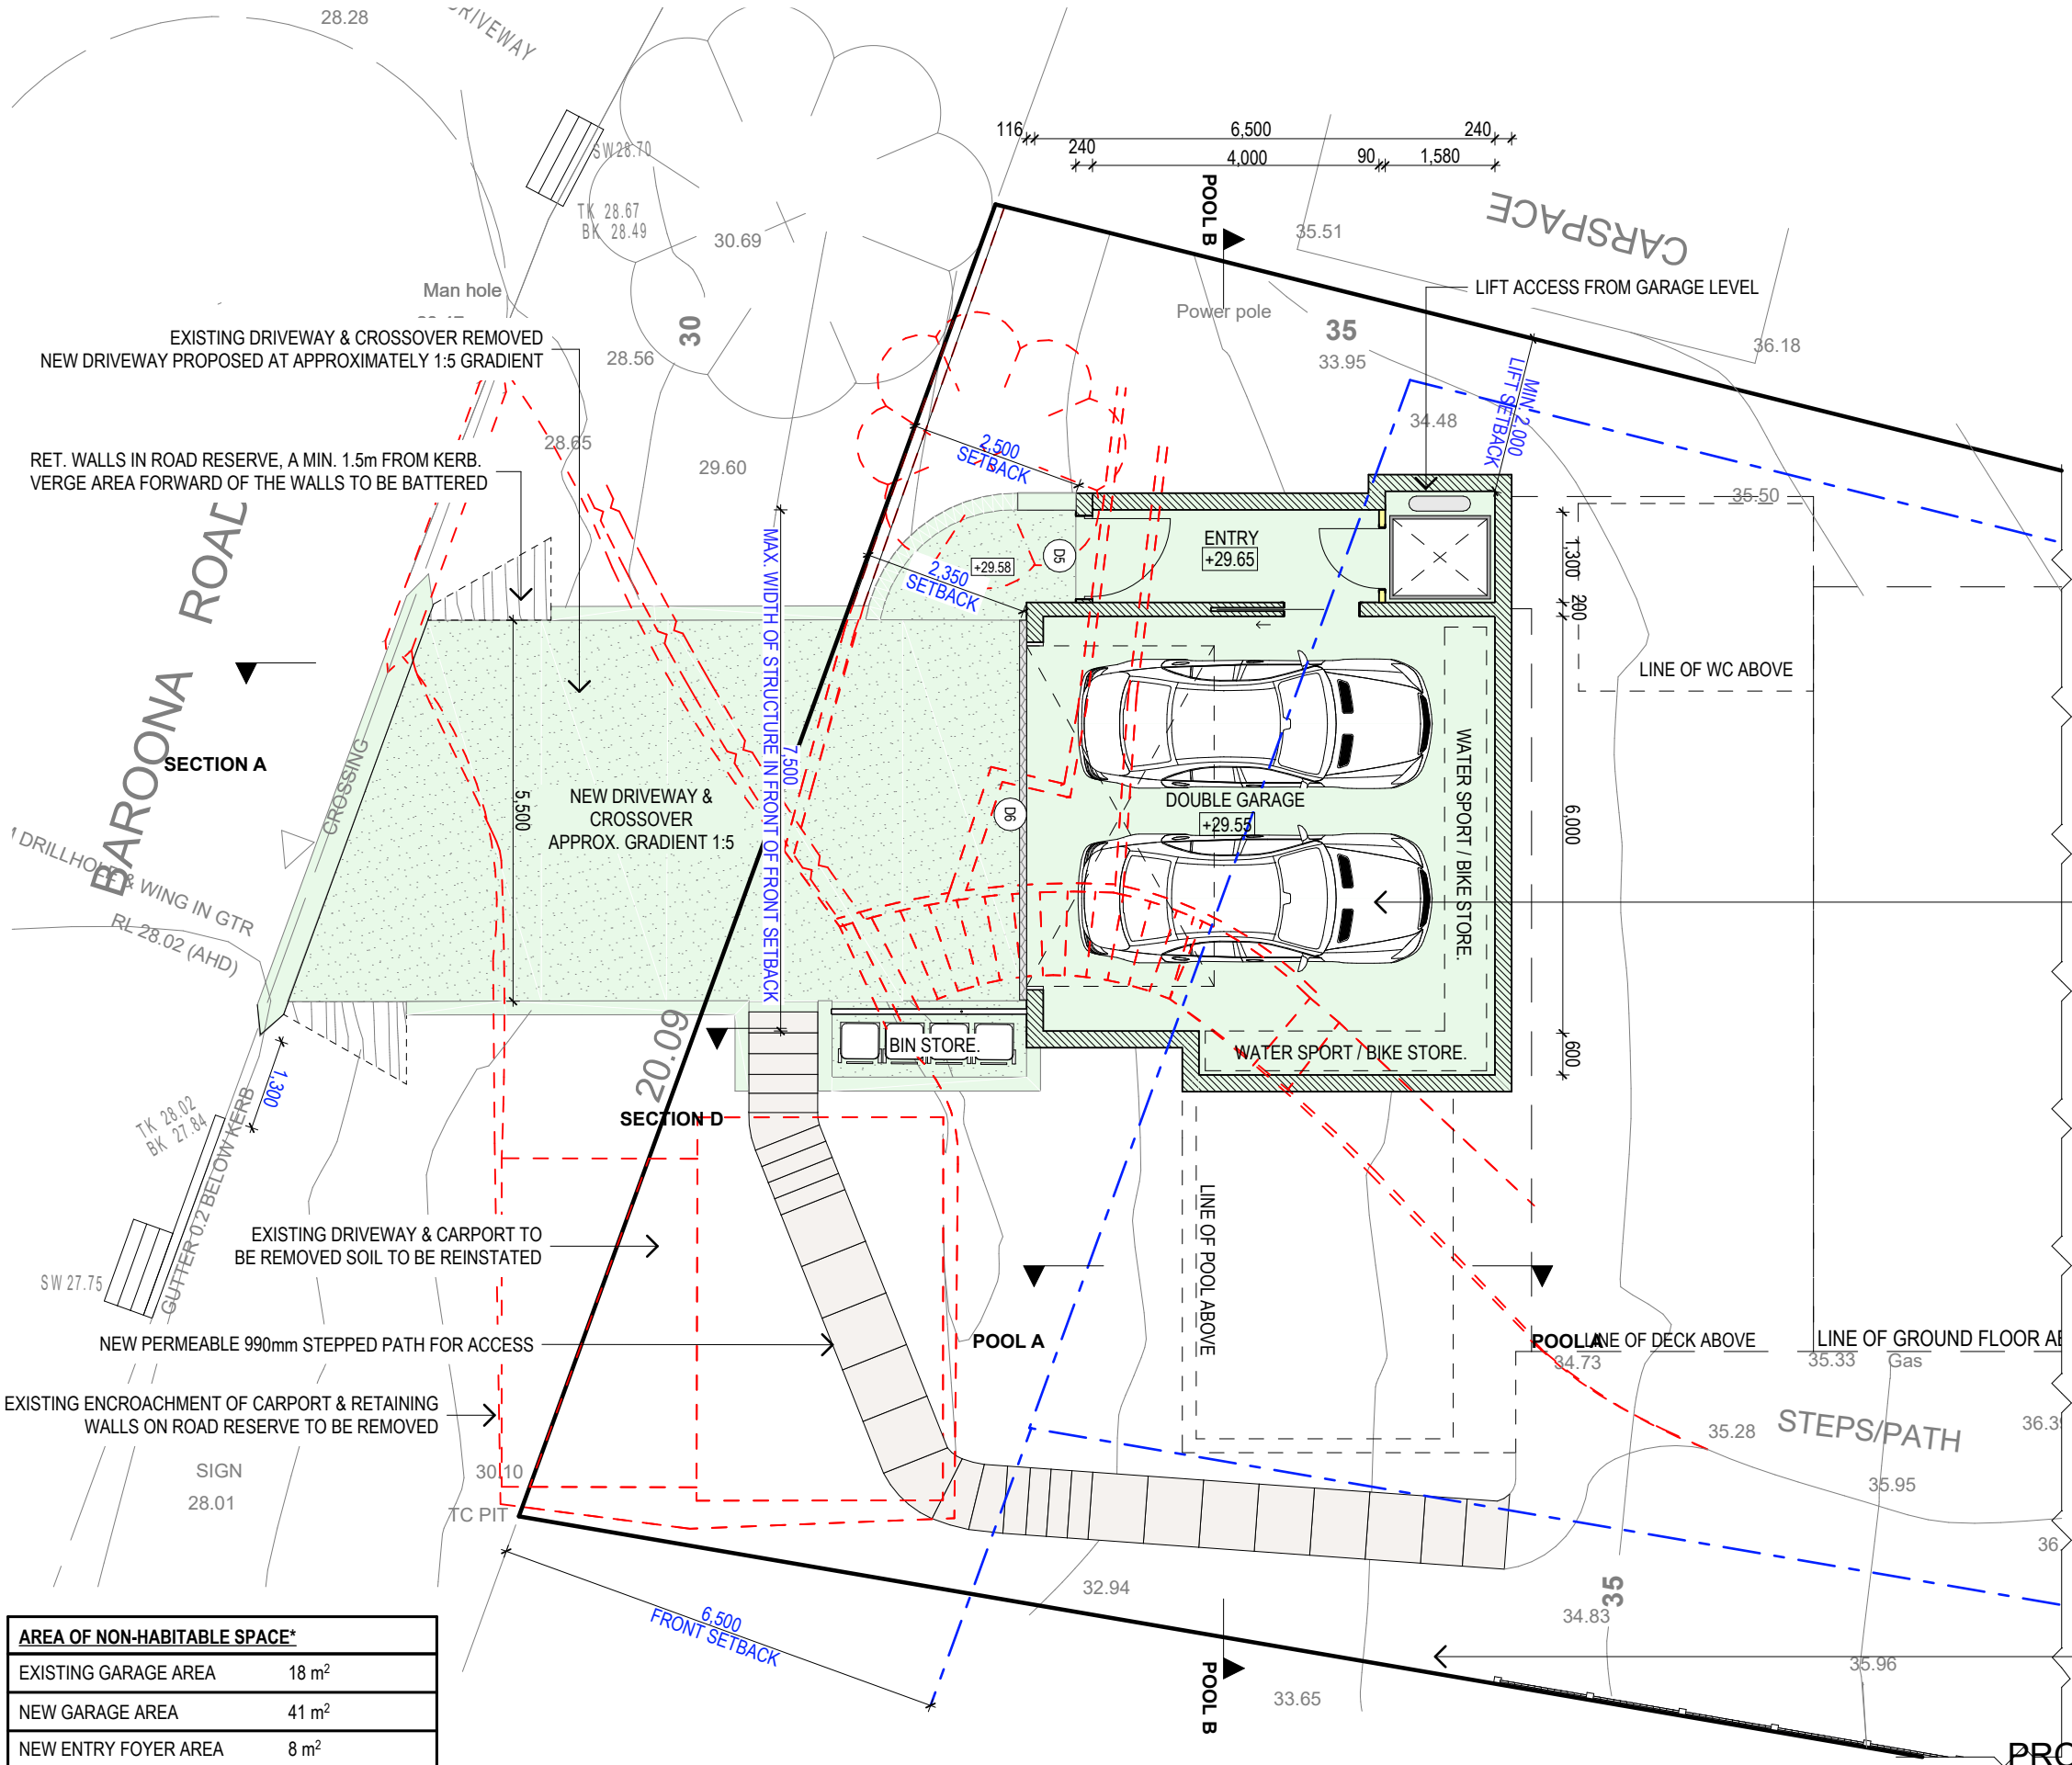 28.28
DRIVEWAY
SW 28.70
TK 28.67
BK 28.49
30.69
Man hole
30
28.56
28.65
29.60
116
6,500
240
240
4,000
90
1,580
POOL B
35.51
CARSPACE
LIFT ACCESS FROM GARAGE LEVEL
Power pole
35
33.95
36.18
MIN. 2,000
LIFT SETBACK
34.48
35.50
EXISTING DRIVEWAY & CROSSOVER REMOVED
NEW DRIVEWAY PROPOSED AT APPROXIMATELY 1:5 GRADIENT
RET. WALLS IN ROAD RESERVE, A MIN. 1.5m FROM KERB.
VERGE AREA FORWARD OF THE WALLS TO BE BATTERED
BAROONA ROAD
2,500
SETBACK
2,350
SETBACK
+29.58
D5
ENTRY
+29.65
1,300
200
6,000
600
LINE OF WC ABOVE
SECTION A
CROSSING
5,500
NEW DRIVEWAY &
CROSSOVER
APPROX. GRADIENT 1:5
7,500
MAX. WIDTH OF STRUCTURE IN FRONT OF FRONT SETBACK
D6
DOUBLE GARAGE
+29.55
WATER SPORT / BIKE STORE.
WATER SPORT / BIKE STORE.
BIN STORE.
DRILLHOLE & WING IN GTR
RL 28.02 (AHD)
1,300
TK 28.02
BK 27.84
GUTTER 0.2 BELOW KERB
SW 27.75
20.09
SECTION D
EXISTING DRIVEWAY & CARPORT TO
BE REMOVED SOIL TO BE REINSTATED
NEW PERMEABLE 990mm STEPPED PATH FOR ACCESS
EXISTING ENCROACHMENT OF CARPORT & RETAINING
WALLS ON ROAD RESERVE TO BE REMOVED
LINE OF POOL ABOVE
POOL A
POOL A
LINE OF DECK ABOVE
LINE OF GROUND FLOOR AB
34.73
35.33
Gas
35.28
STEPS/PATH
36.39
35.95
36
SIGN
28.01
30.10
TC PIT
32.94
35
34.83
6,500
FRONT SETBACK
POOL B
33.65
35.96
AREA OF NON-HABITABLE SPACE*
EXISTING GARAGE AREA 18 m²
NEW GARAGE AREA 41 m²
NEW ENTRY FOYER AREA 8 m²
PRO